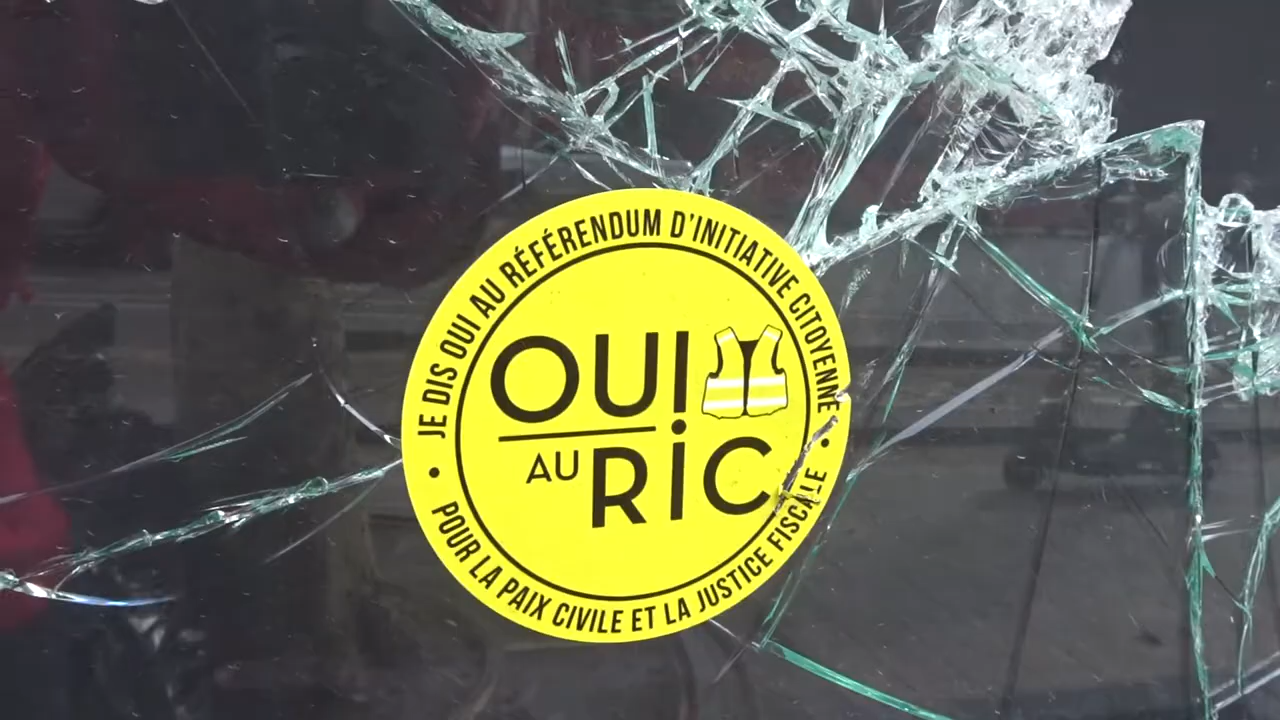 JE DIS OUI AU RÉFÉRENDUM D'INITIATIVE CITOYENNE
OUI
AU RiC
POUR LA PAIX CIVILE ET LA JUSTICE FISCALE